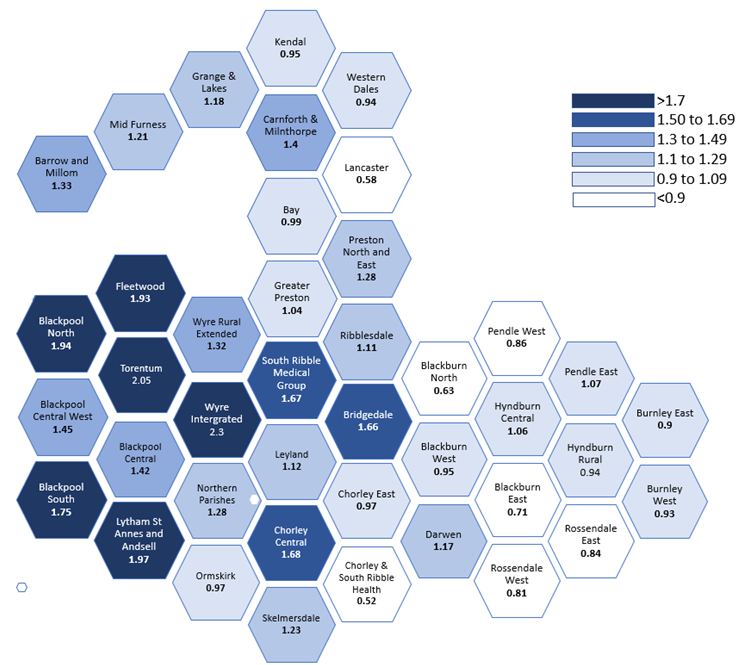 Kendal
0.95
Grange &
Lakes
1.18
Western
Dales
0.94
Mid Furness
1.21
Carnforth &
Milnthorpe
1.4
Barrow and
Millom
1.33
Lancaster
0.58
Bay
0.99
Preston
North and
East
1.28
>1.7
1.50 to 1.69
1.3 to 1.49
1.1 to 1.29
0.9 to 1.09
<0.9
Fleetwood
1.93
Greater
Preston
1.04
Blackpool
North
1.94
Wyre Rural
Extended
1.32
Ribblesdale
1.11
Pendle West
0.86
Torentum
2.05
South Ribble
Medical
Group
1.67
Blackburn
North
0.63
Pendle East
1.07
Blackpool
Central West
1.45
Wyre
Intergrated
2.3
Bridgedale
1.66
Hyndburn
Central
1.06
Burnley East
0.9
Blackpool
Central
1.42
Leyland
1.12
Blackburn
West
0.95
Hyndburn
Rural
0.94
Blackpool
South
1.75
Northern
Parishes
1.28
Chorley East
0.97
Blackburn
East
0.71
Burnley
West
0.93
Lytham St
Annes and
Andsell
1.97
Chorley
Central
1.68
Darwen
1.17
Rossendale
East
0.84
Ormskirk
0.97
Chorley &
South Ribble
Health
0.52
Rossendale
West
0.81
Skelmersdale
1.23